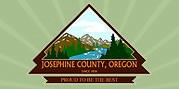 JOSEPHINE COUNTY, OREGON
SINCE 1856
PROUD TO BE THE BEST